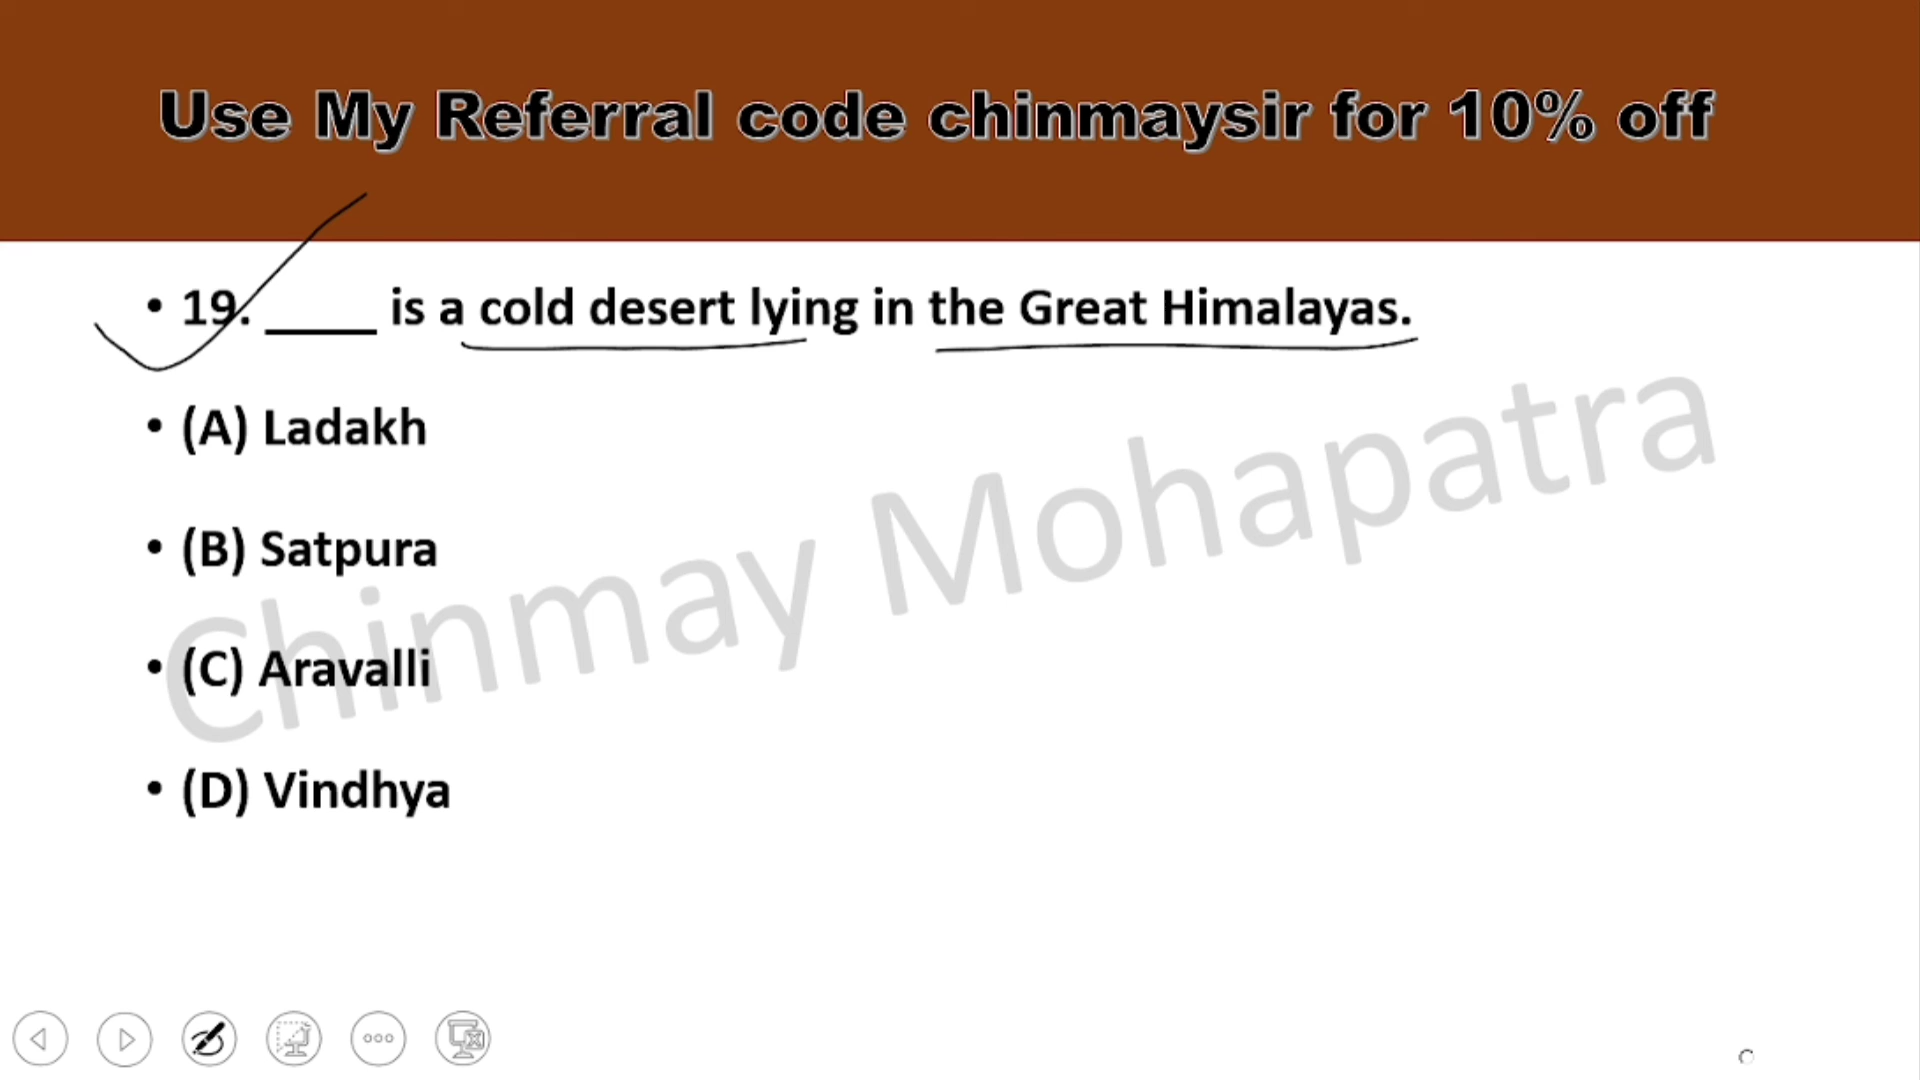 Use My Referral code chinmaysir for 10% off
• 19. ____ is a cold desert lying in the Great Himalayas.
• (A) Ladakh
• (B) Satpura
• (C) Aravalli
• (D) Vindhya
Chinmay Mohapatra